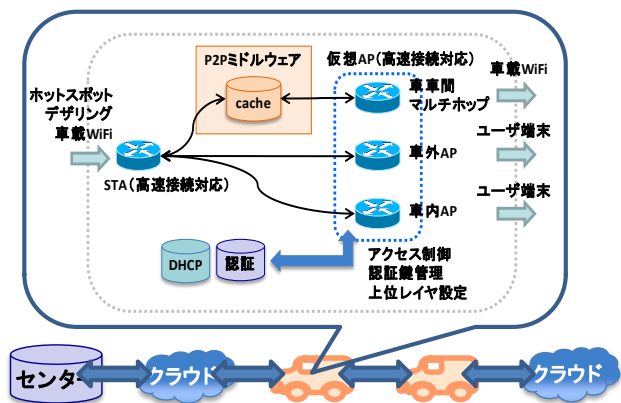 P2Pミドルウェア
cache
仮想AP(高速接続対応)
車車間
マルチホップ
車外AP
車内AP
車載WiFi
ユーザ端末
ユーザ端末
ホットスポット
デザリング
車載WiFi
STA(高速接続対応)
DHCP
認証
アクセス制御
認証鍵管理
上位レイヤ設定
センター
クラウド
クラウド